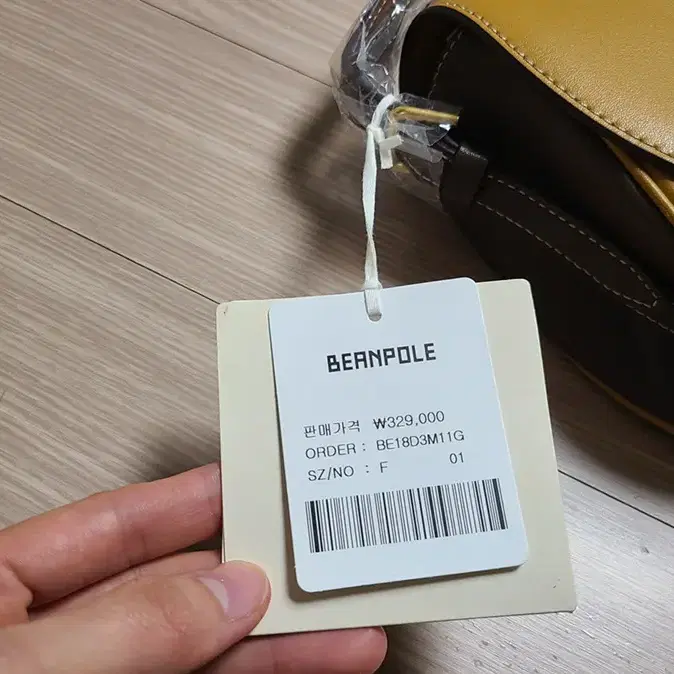 BEANPOLE
판매가격 ₩329,000
ORDER : BE18D3M11G
SZ/NO : F 01